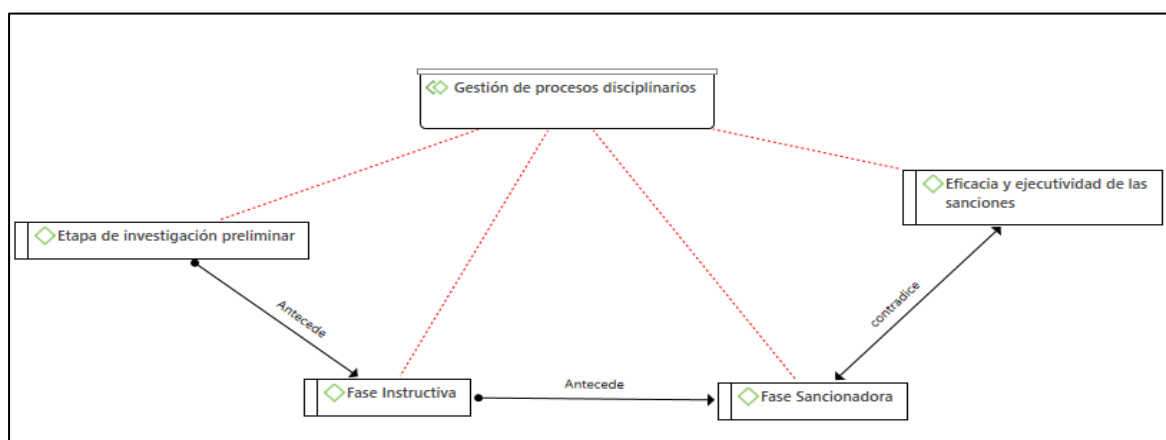 Gestión de procesos disciplinarios
Eficacia y ejecutividad de las
sanciones
Etapa de investigación preliminar
Antecede
contradice
Fase Instructiva
Antecede
Fase Sancionadora